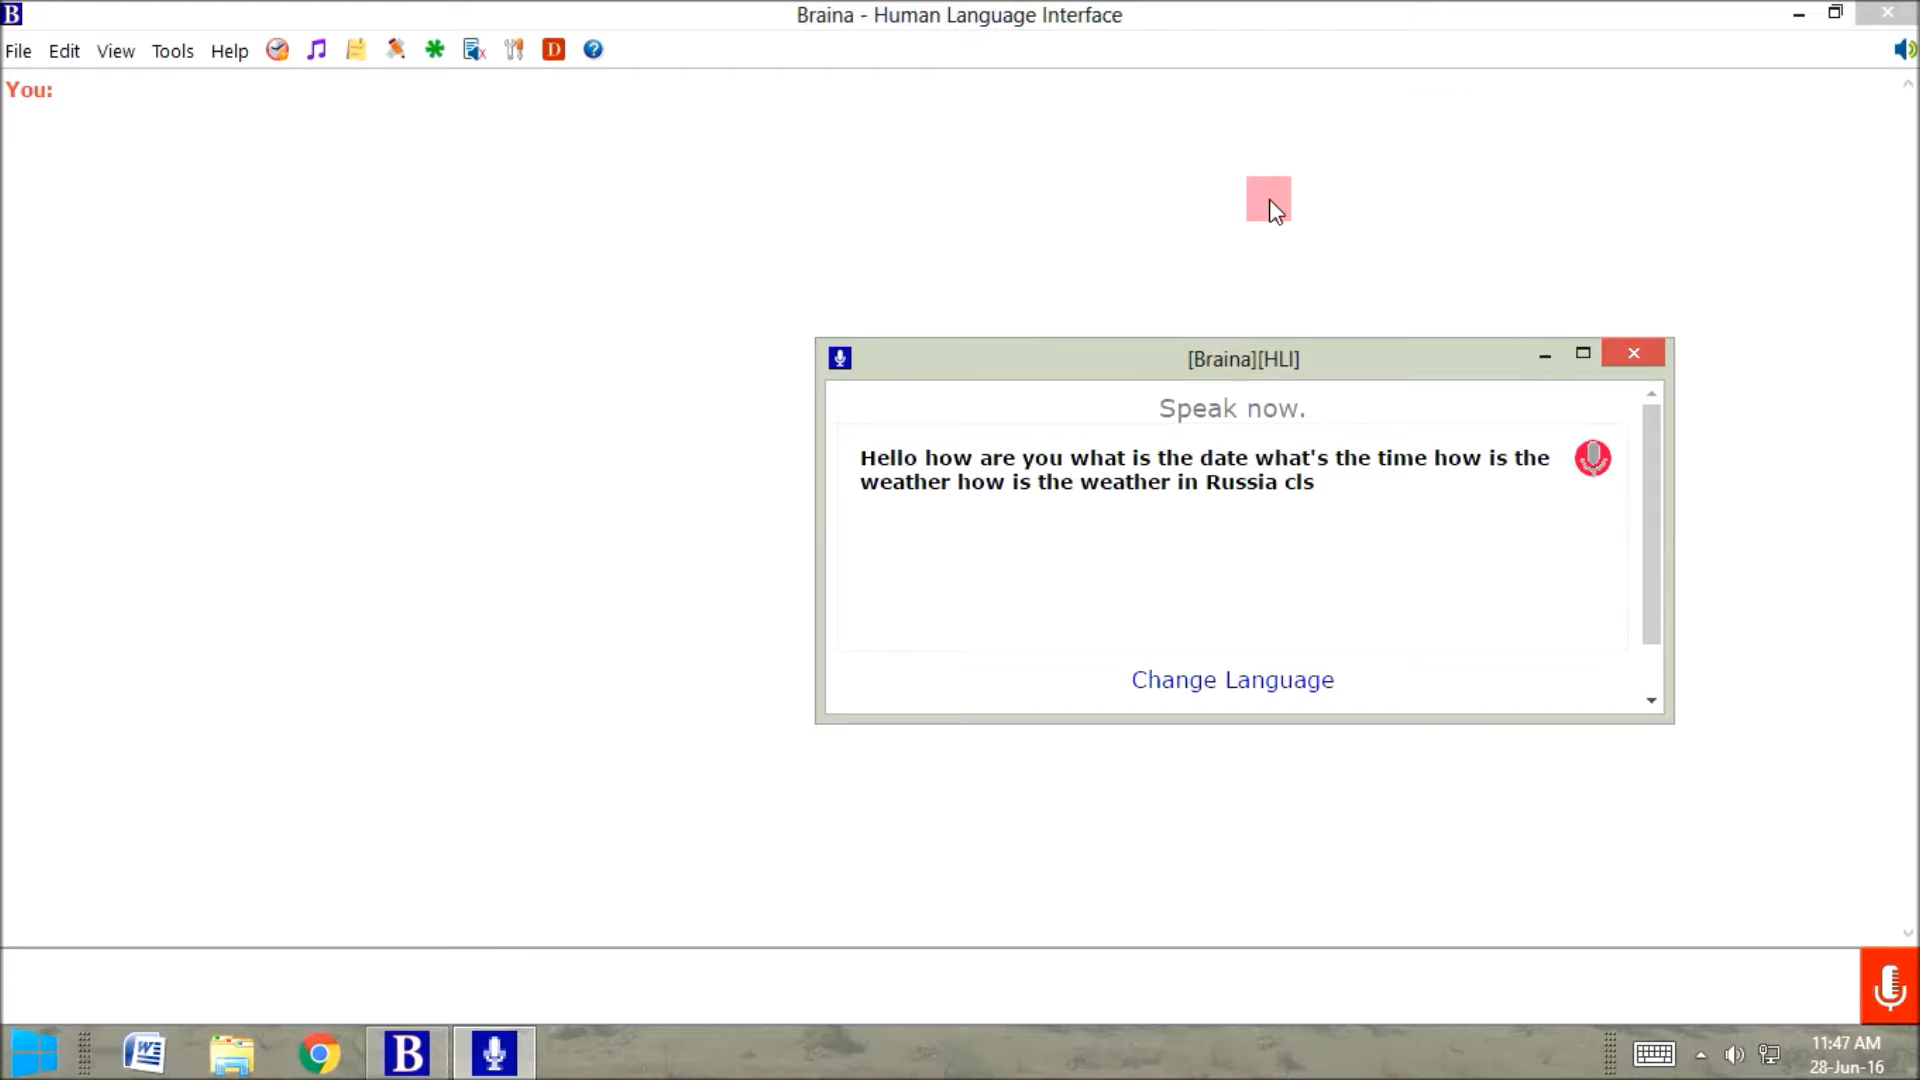 B
Braina - Human Language Interface
File Edit View Tools Help D ?
You:
[Braina][HLI]
Speak now.
Hello how are you what is the date what's the time how is the
weather how is the weather in Russia cls
Change Language
W B
11:47 AM
28-Jun-16